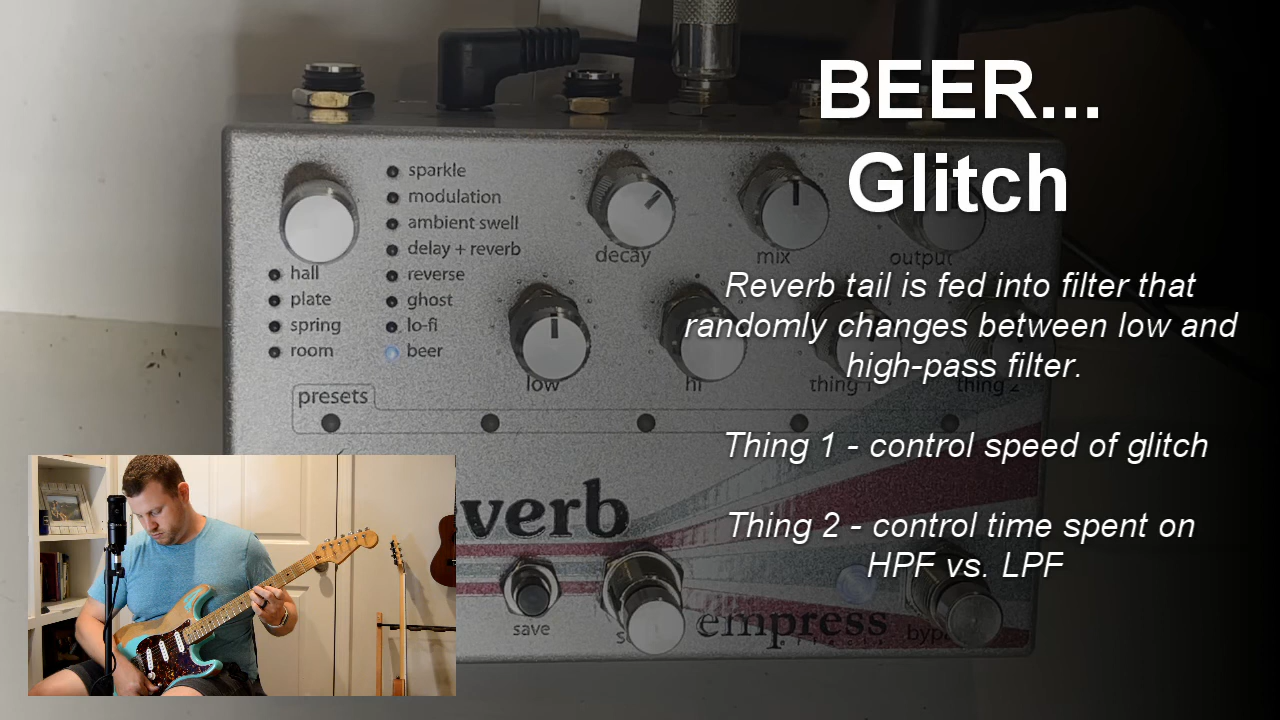 BEER...
Glitch
Reverb tail is fed into filter that
randomly changes between low and
high-pass filter.
Thing 1 - control speed of glitch
Thing 2 - control time spent on
HPF vs. LPF
sparkle
modulation
ambient swell
delay + reverb
hall
reverse
plate
ghost
spring
lo-fi
room
beer
decay
mix
output
low
hi
thing 1
thing 2
presets
verb
save
empress